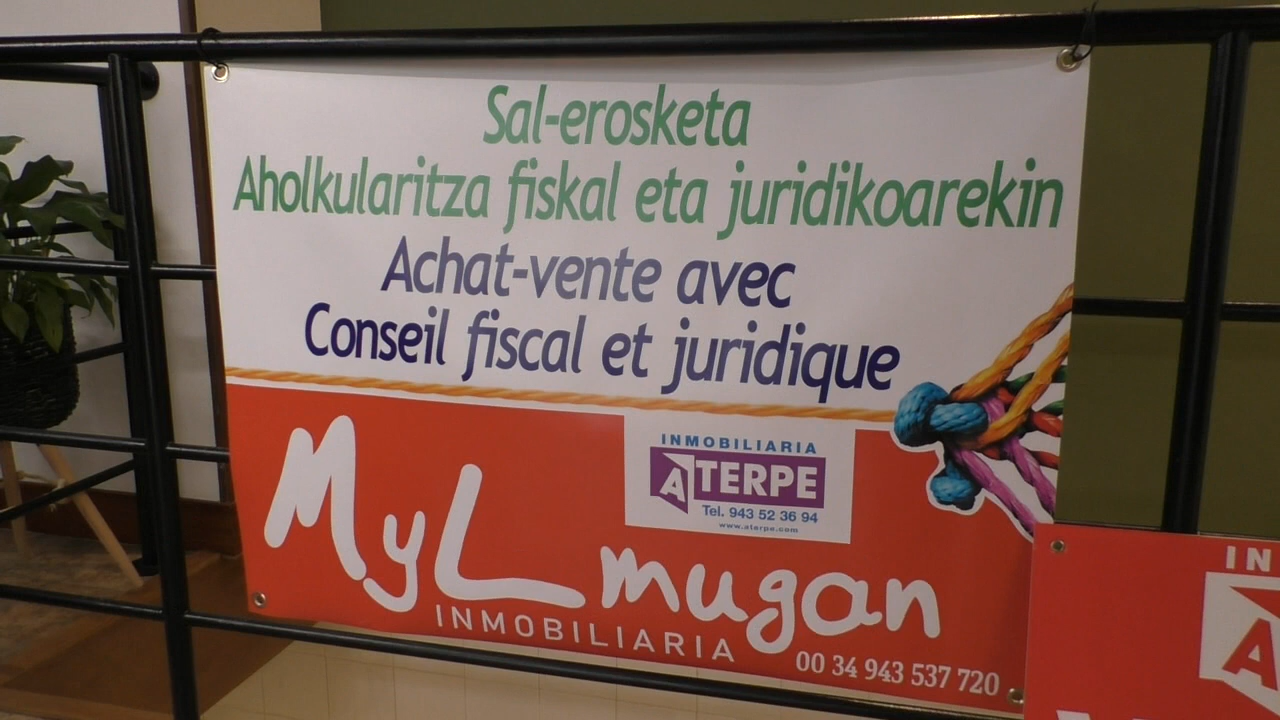 Sal-erosketa
Aholkularitza fiskal eta juridikoarekin
Achat-vente avec
Conseil fiscal et juridique
INMOBILIARIA
ATERPE
Tel. 943 52 36 94
www.aterpe.com
MyL mugan
INMOBILIARIA
00 34 943 537 720
IN
A